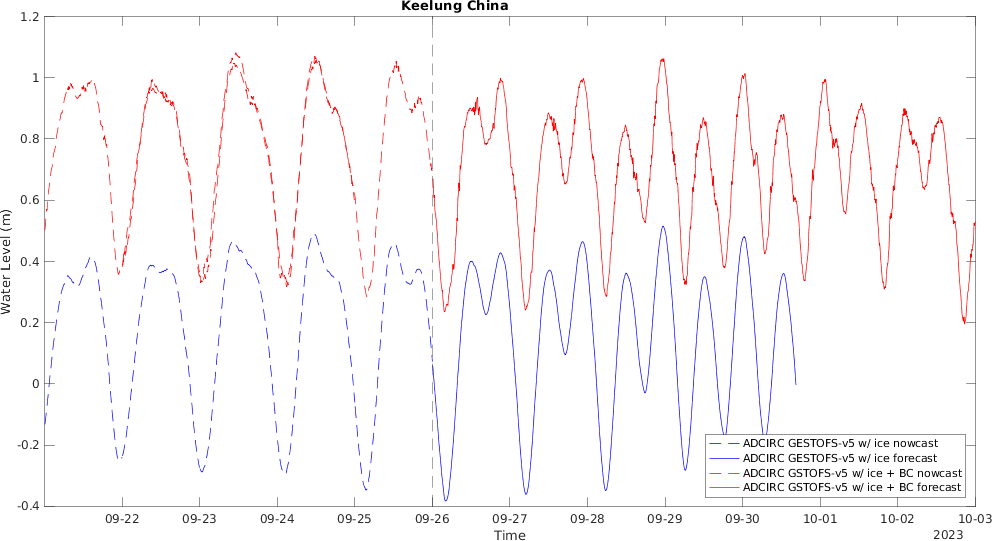 Keelung China
1.2
1
0.8
0.6
0.4
0.2
0
-0.2
-0.4
Water Level (m)
ADCIRC GESTOFS-v5 w/ ice nowcast
ADCIRC GESTOFS-v5 w/ ice forecast
ADCIRC GSTOFS-v5 w/ ice + BC nowcast
ADCIRC GSTOFS-v5 w/ ice + BC forecast
09-22 09-23 09-24 09-25 09-26 09-27 09-28 09-29 09-30 10-01 10-02 10-03
Time
2023